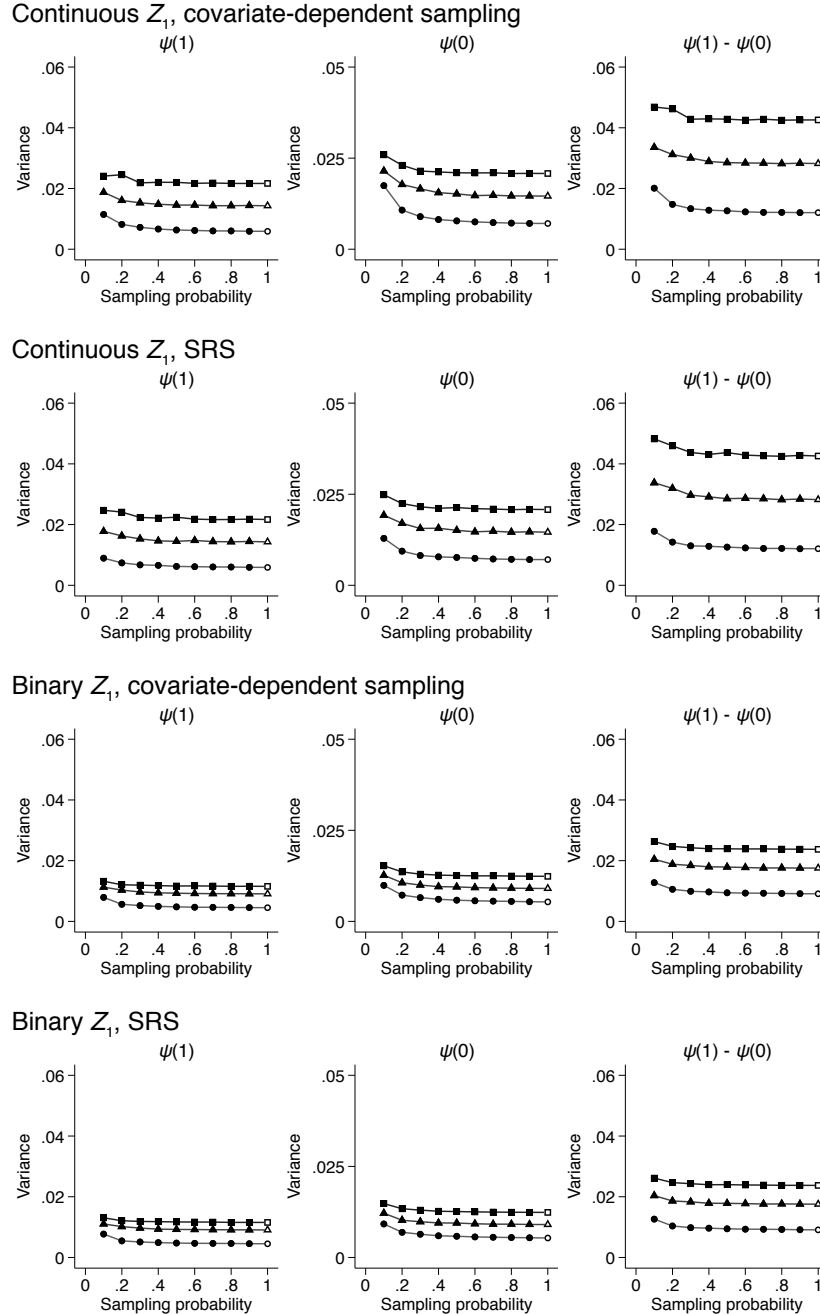 Continuous Z1, covariate-dependent sampling
ψ(1) ψ(0) ψ(1) - ψ(0)
.06 .05 .06
.04 .04
.025
.02 .02
0 0 0
Variance Variance Variance
0 .2 .4 .6 .8 1 0 .2 .4 .6 .8 1 0 .2 .4 .6 .8 1
Sampling probability Sampling probability Sampling probability
Continuous Z1, SRS
ψ(1) ψ(0) ψ(1) - ψ(0)
.06 .05 .06
.04 .04
.025
.02 .02
0 0 0
Variance Variance Variance
0 .2 .4 .6 .8 1 0 .2 .4 .6 .8 1 0 .2 .4 .6 .8 1
Sampling probability Sampling probability Sampling probability
Binary Z1, covariate-dependent sampling
ψ(1) ψ(0) ψ(1) - ψ(0)
.06 .05 .06
.04 .04
.025
.02 .02
0 0 0
Variance Variance Variance
0 .2 .4 .6 .8 1 0 .2 .4 .6 .8 1 0 .2 .4 .6 .8 1
Sampling probability Sampling probability Sampling probability
Binary Z1, SRS
ψ(1) ψ(0) ψ(1) - ψ(0)
.06 .05 .06
.04 .04
.025
.02 .02
0 0 0
Variance Variance Variance
0 .2 .4 .6 .8 1 0 .2 .4 .6 .8 1 0 .2 .4 .6 .8 1
Sampling probability Sampling probability Sampling probability